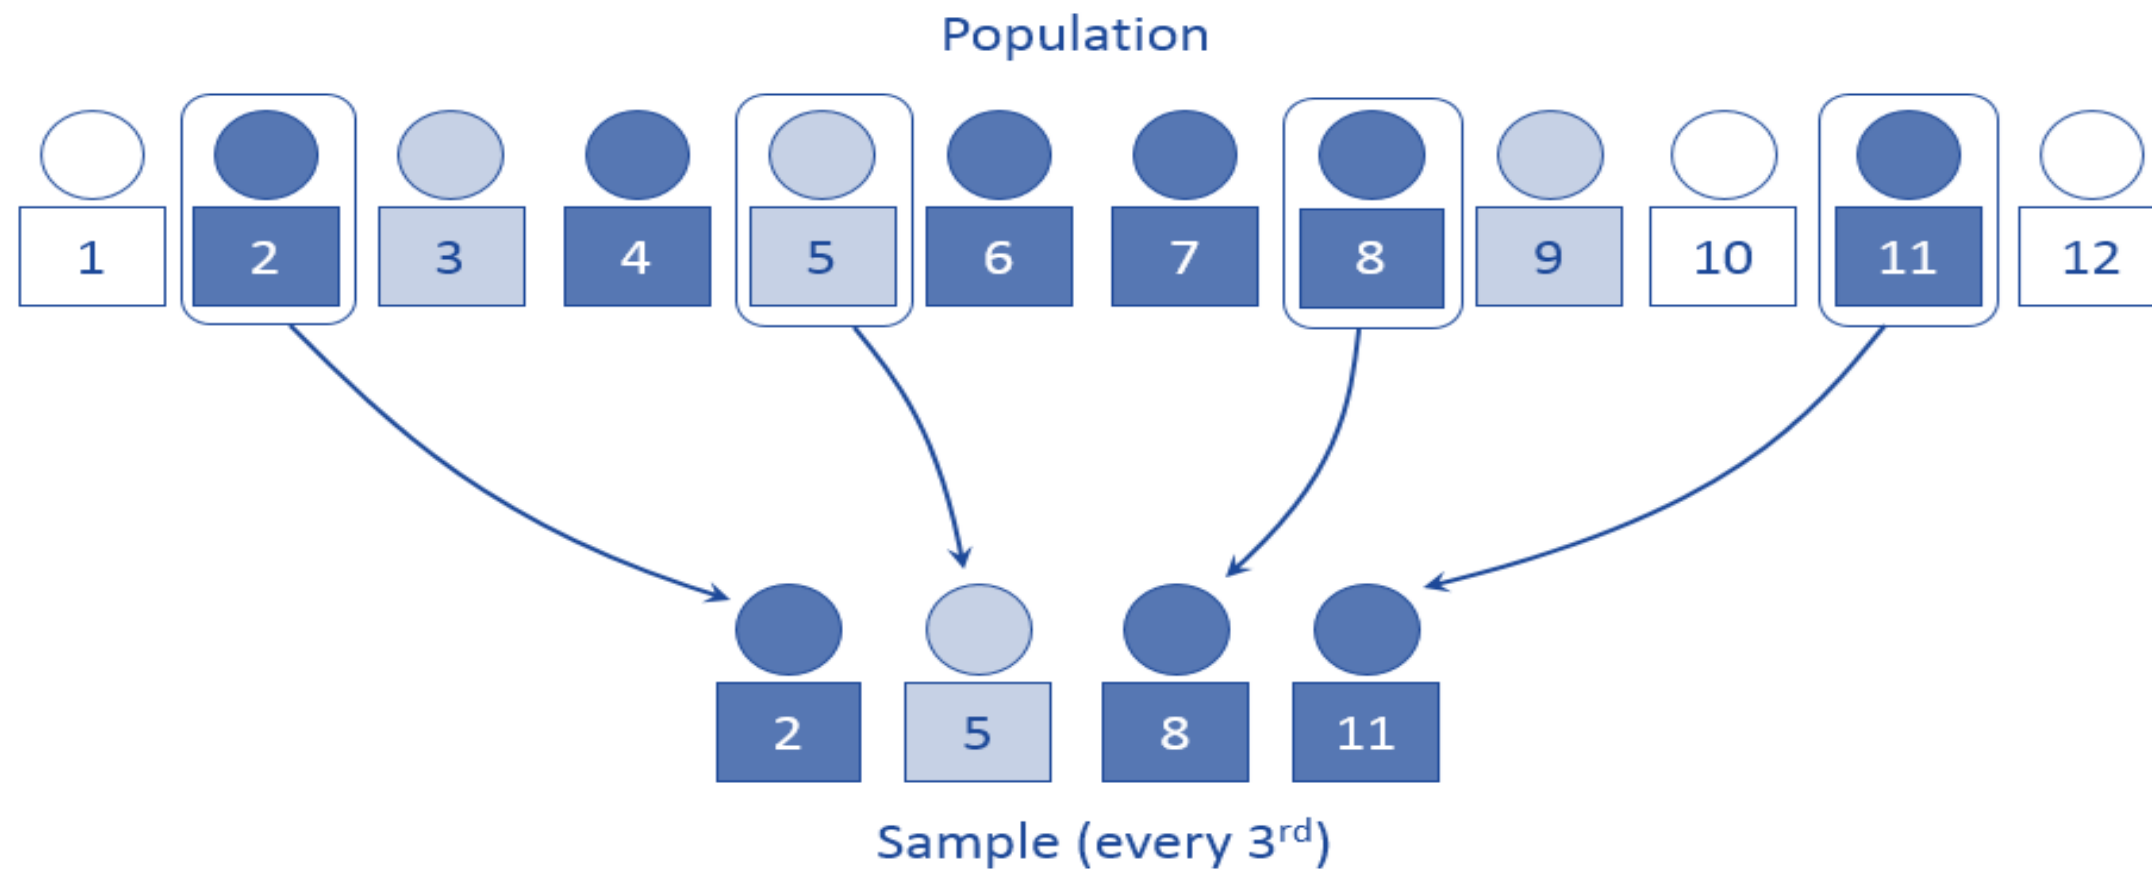 Population
1 2 3 4 5 6 7 8 9 10 11 12
2 5 8 11
Sample (every 3rd)